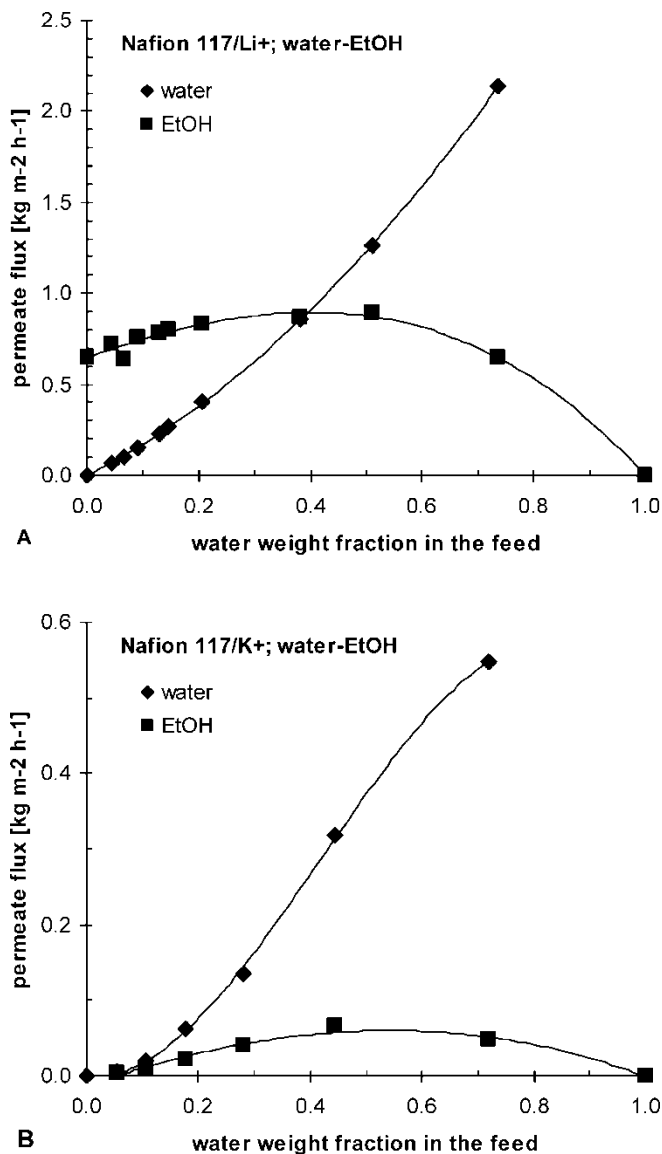 2.5
Nafion 117/Li+; water-EtOH
water
EtOH
2.0
1.5
1.0
0.5
0.0
permeate flux [kg m-2 h-1]
0.0 0.2 0.4 0.6 0.8 1.0
A
water weight fraction in the feed
0.6
Nafion 117/K+; water-EtOH
water
EtOH
0.4
0.2
0.0
permeate flux [kg m-2 h-1]
0.0 0.2 0.4 0.6 0.8 1.0
B
water weight fraction in the feed